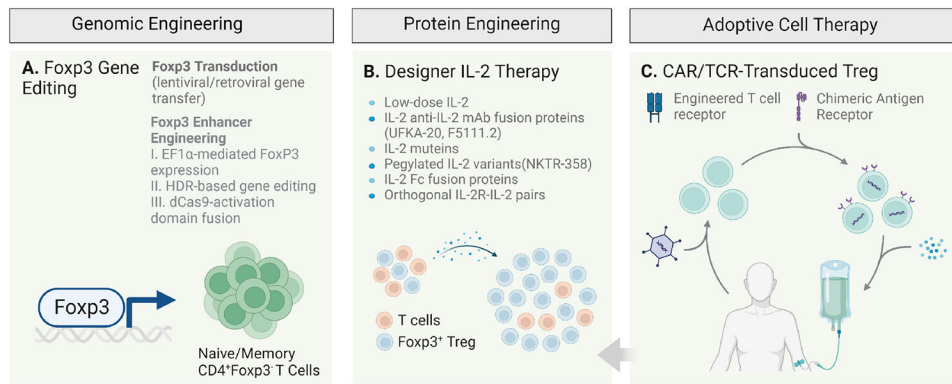 Genomic Engineering
Protein Engineering
Adoptive Cell Therapy
A. Foxp3 Gene
Editing
Foxp3 Transduction
(lentiviral/retroviral gene
transfer)
Foxp3 Enhancer
Engineering
I. EF1α-mediated FoxP3
expression
II. HDR-based gene editing
III. dCas9-activation
domain fusion
Foxp3
Naive/Memory
CD4⁺Foxp3⁻T Cells
B. Designer IL-2 Therapy
Low-dose IL-2
IL-2 anti-IL-2 mAb fusion proteins
(UFKA-20, F5111.2)
IL-2 muteins
Pegylated IL-2 variants(NKTR-358)
IL-2 Fc fusion proteins
Orthogonal IL-2R-IL-2 pairs
T cells
Foxp3⁺ Treg
C. CAR/TCR-Transduced Treg
Engineered T cell
receptor
Chimeric Antigen
Receptor